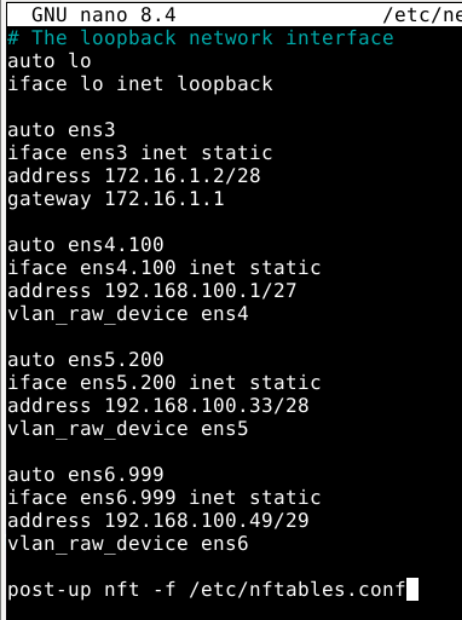 GNU nano 8.4 /etc/ne
# The loopback network interface
auto lo
iface lo inet loopback
auto ens3
iface ens3 inet static
address 172.16.1.2/28
gateway 172.16.1.1
auto ens4.100
iface ens4.100 inet static
address 192.168.100.1/27
vlan_raw_device ens4
auto ens5.200
iface ens5.200 inet static
address 192.168.100.33/28
vlan_raw_device ens5
auto ens6.999
iface ens6.999 inet static
address 192.168.100.49/29
vlan_raw_device ens6
post-up nft -f /etc/nftables.conf